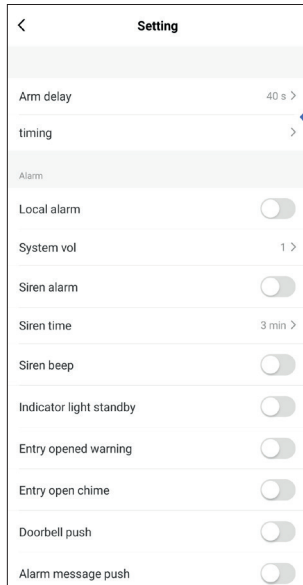 Setting
Arm delay 40 s >
timing >
Alarm
Local alarm
System vol 1 >
Siren alarm
Siren time 3 min >
Siren beep
Indicator light standby
Entry opened warning
Entry open chime
Doorbell push
Alarm message push